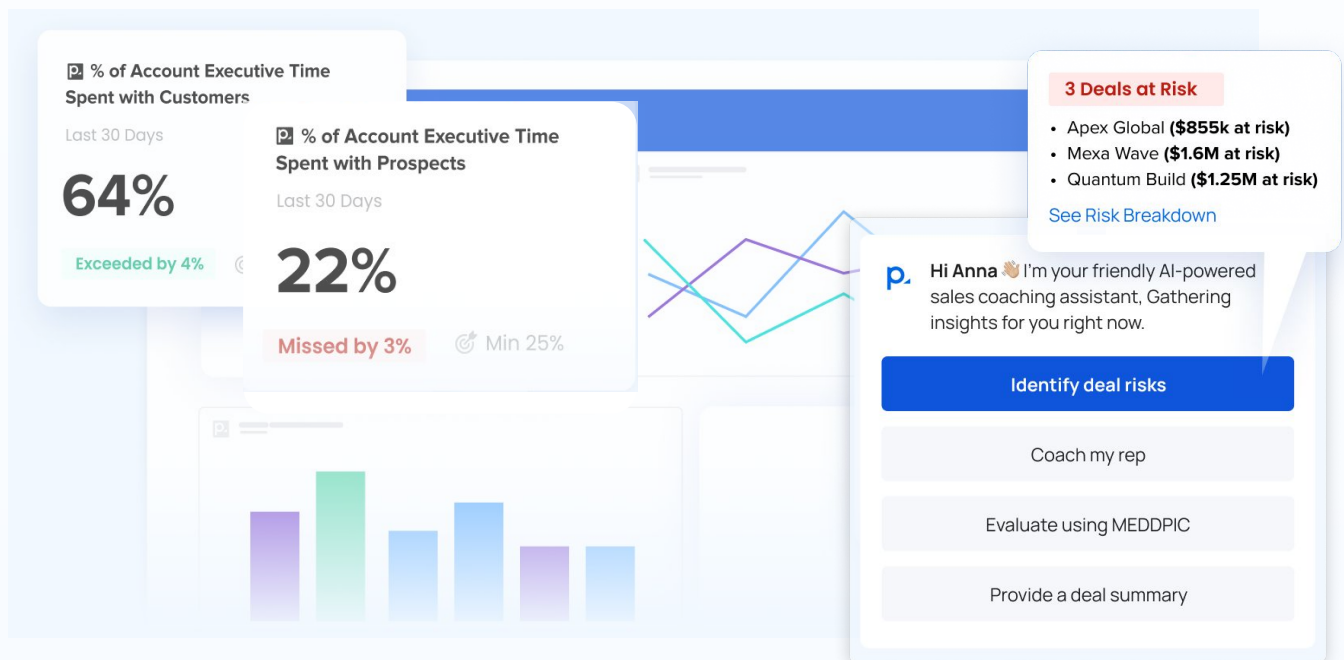 % of Account Executive Time
Spent with Customers
Last 30 Days
64%
Exceeded by 4%
% of Account Executive Time
Spent with Prospects
Last 30 Days
22%
Missed by 3%
Min 25%
3 Deals at Risk
• Apex Global ($855k at risk)
• Mexa Wave ($1.6M at risk)
• Quantum Build ($1.25M at risk)
See Risk Breakdown
p.
Hi Anna 👋🏼 I'm your friendly AI-powered
sales coaching assistant, Gathering
insights for you right now.
Identify deal risks
Coach my rep
Evaluate using MEDDPIC
Provide a deal summary